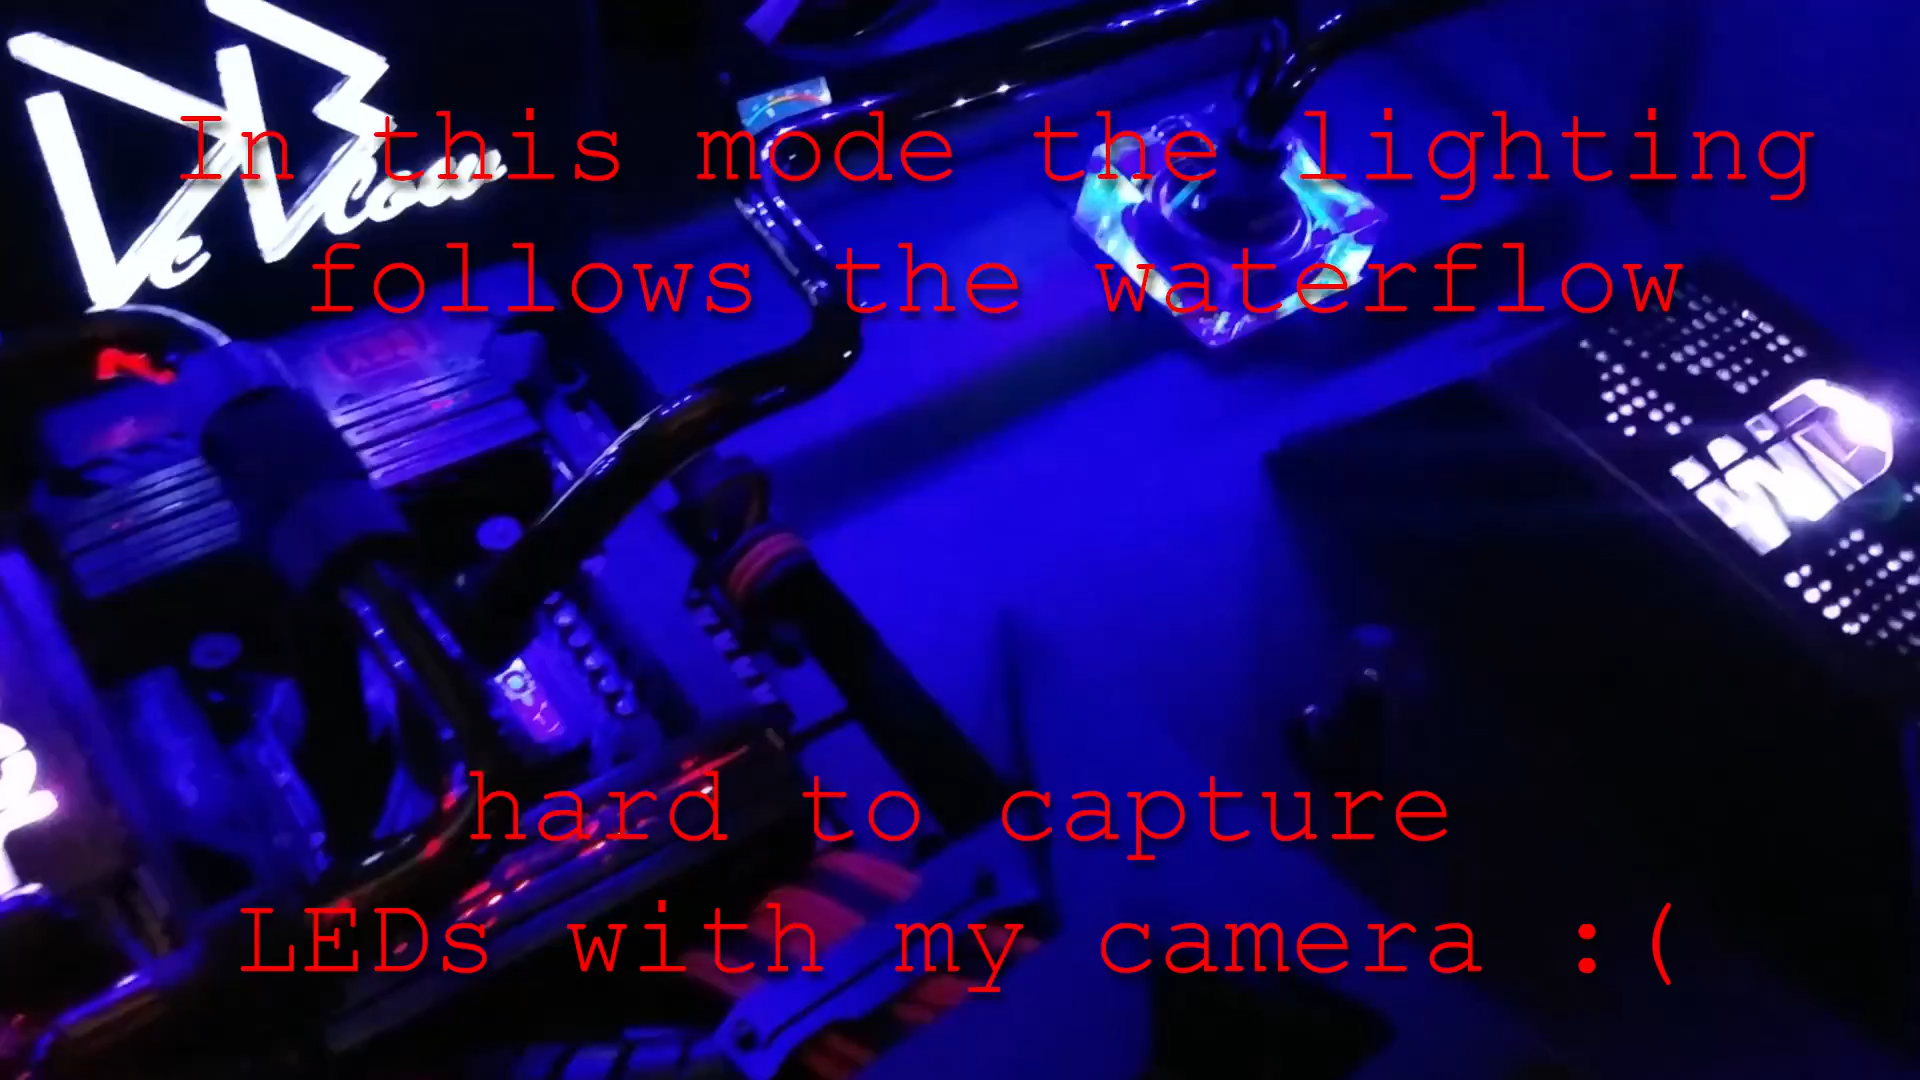 In this mode the lighting
follows the waterflow
hard to capture
LEDs with my camera :(